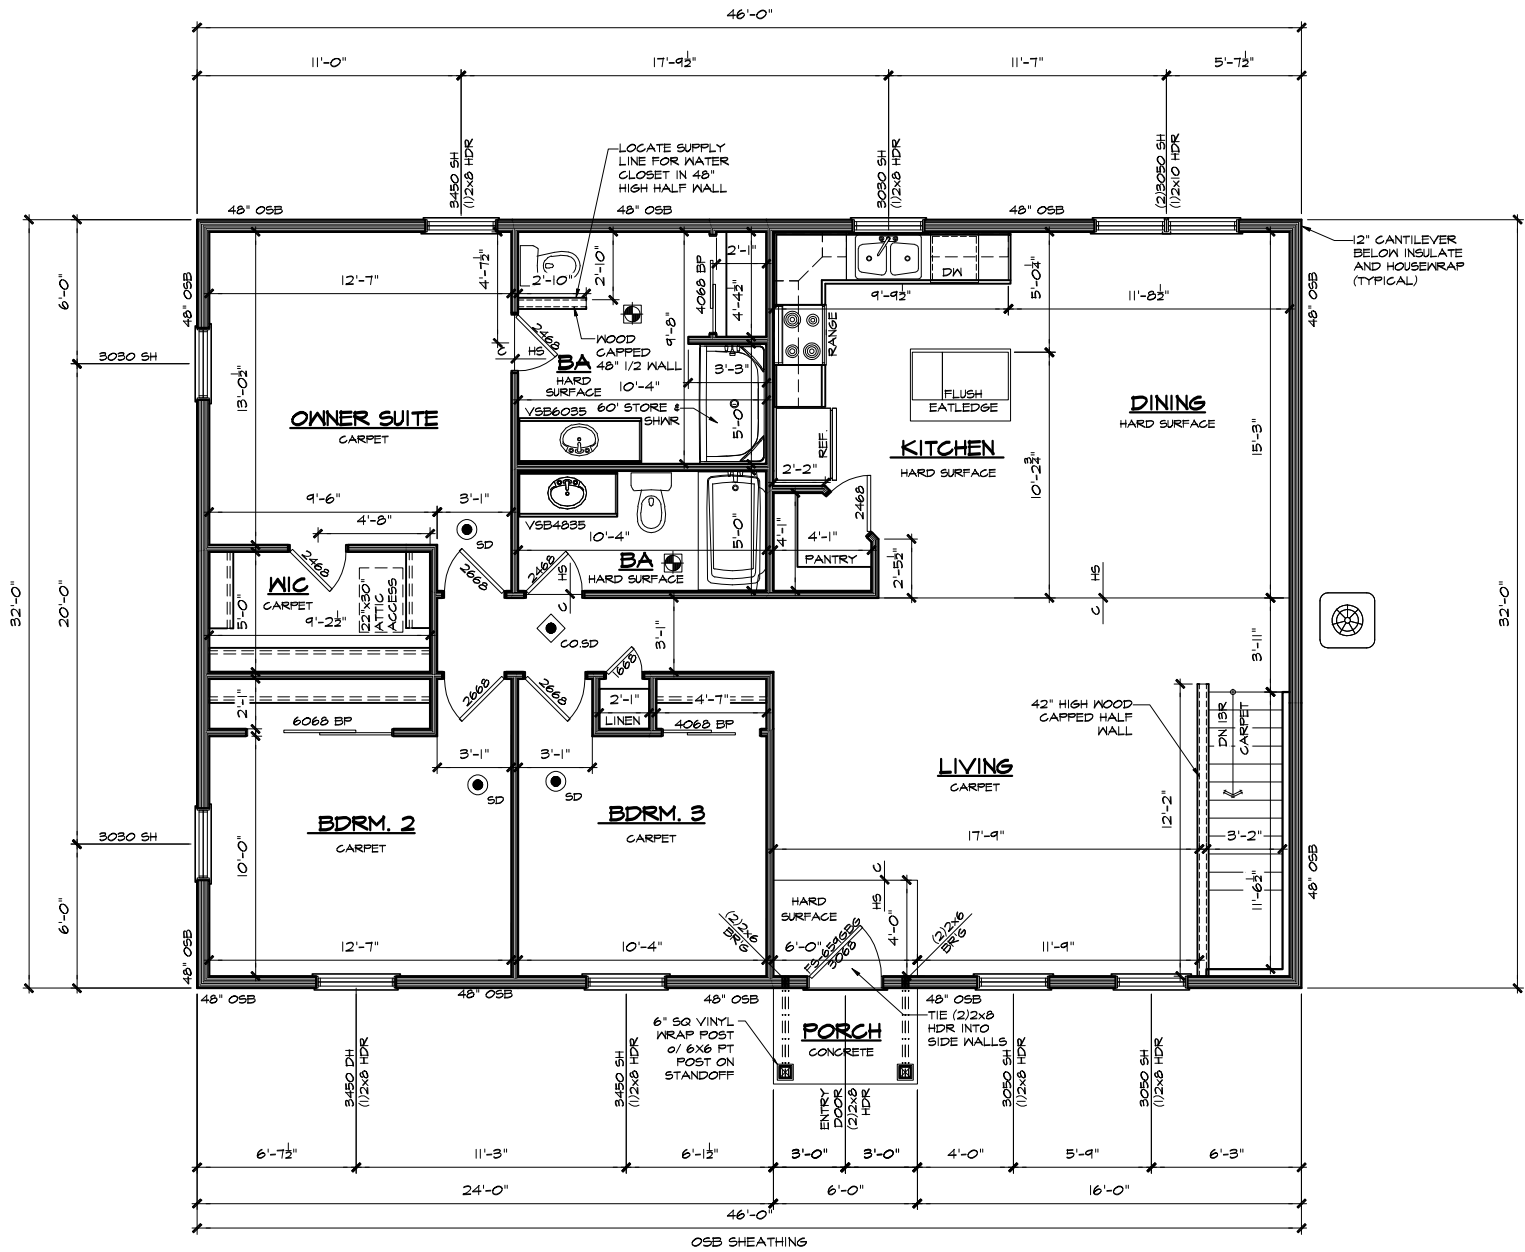 46'-0"
11'-0"
17'-9½"
11'-7"
5'-7½"
3450 SH
(1)2x8 HDR
LOCATE SUPPLY
LINE FOR WATER
CLOSET IN 48"
HIGH HALF WALL
3030 SH
(1)2x8 HDR
(2)3050 SH
(1)2x10 HDR
48" OSB
48" OSB
48" OSB
12" CANTILEVER
BELOW INSULATE
AND HOUSEWRAP
(TYPICAL)
6'-0"
48" OSB
12'-7"
4'-7½"
2'-10"
2'-10"
4068 BP
2'-1"
4'-4½"
DW
9'-9½"
5'-0¼"
11'-8½"
48" OSB
3030 SH
13'-0½"
2468
C
HS
BA
HARD
SURFACE
WOOD
CAPPED
48" 1/2 WALL
9'-8"
10'-4"
3'-3"
RANGE
FLUSH
EATLEDGE
DINING
HARD SURFACE
OWNER SUITE
CARPET
VSB6035
60' STORE &
SHWR
5'-0"
REF.
2'-2"
KITCHEN
HARD SURFACE
10'-2¾"
15'-3"
9'-6"
3'-1"
4'-8"
SD
VSB4835
10'-4"
BA
HARD SURFACE
5'-0"
4'-1"
4'-1"
PANTRY
2468
2'-5½"
2468
WIC
CARPET
5'-0"
9'-2½"
22"x30"
ATTIC
ACCESS
2668
2468
HS
C
HS
C
32'-0"
20'-0"
32'-0"
CO.SD
3'-1"
3'-11"
1668
2'-1"
6068 BP
2668
2668
2'-1"
LINEN
4'-7"
4068 BP
3'-1"
3'-1"
SD
SD
42" HIGH WOOD
CAPPED HALF
WALL
DN 13R
CARPET
LIVING
CARPET
12'-2"
BDRM. 2
CARPET
BDRM. 3
CARPET
3030 SH
10'-0"
17'-9"
3'-2"
48" OSB
11'-6½"
6'-0"
HARD
SURFACE
C
HS
4'-0"
(2)2x6
BR'G
FS-659GBG
3068
(2)2x6
BR'G
48" OSB
12'-7"
10'-4"
6'-0"
11'-9"
48" OSB
48" OSB
48" OSB
48" OSB
6" SQ VINYL
WRAP POST
o/ 6X6 PT
POST ON
STANDOFF
PORCH
CONCRETE
TIE (2)2x8
HDR INTO
SIDE WALLS
3450 DH
(1)2x8 HDR
3450 SH
(1)2x8 HDR
ENTRY
DOOR
(2)2x8
HDR
3050 SH
(1)2x8 HDR
3050 SH
(1)2x8 HDR
6'-7½"
11'-3"
6'-1½"
3'-0"
3'-0"
4'-0"
5'-9"
6'-3"
24'-0"
6'-0"
16'-0"
46'-0"
OSB SHEATHING